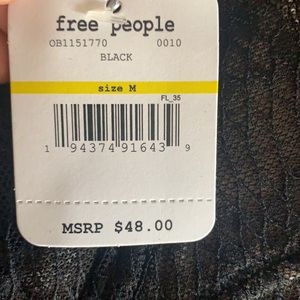 free people
OB1151770 0010
BLACK
size M
FL_35
1 94374 91643 9
MSRP $48.00